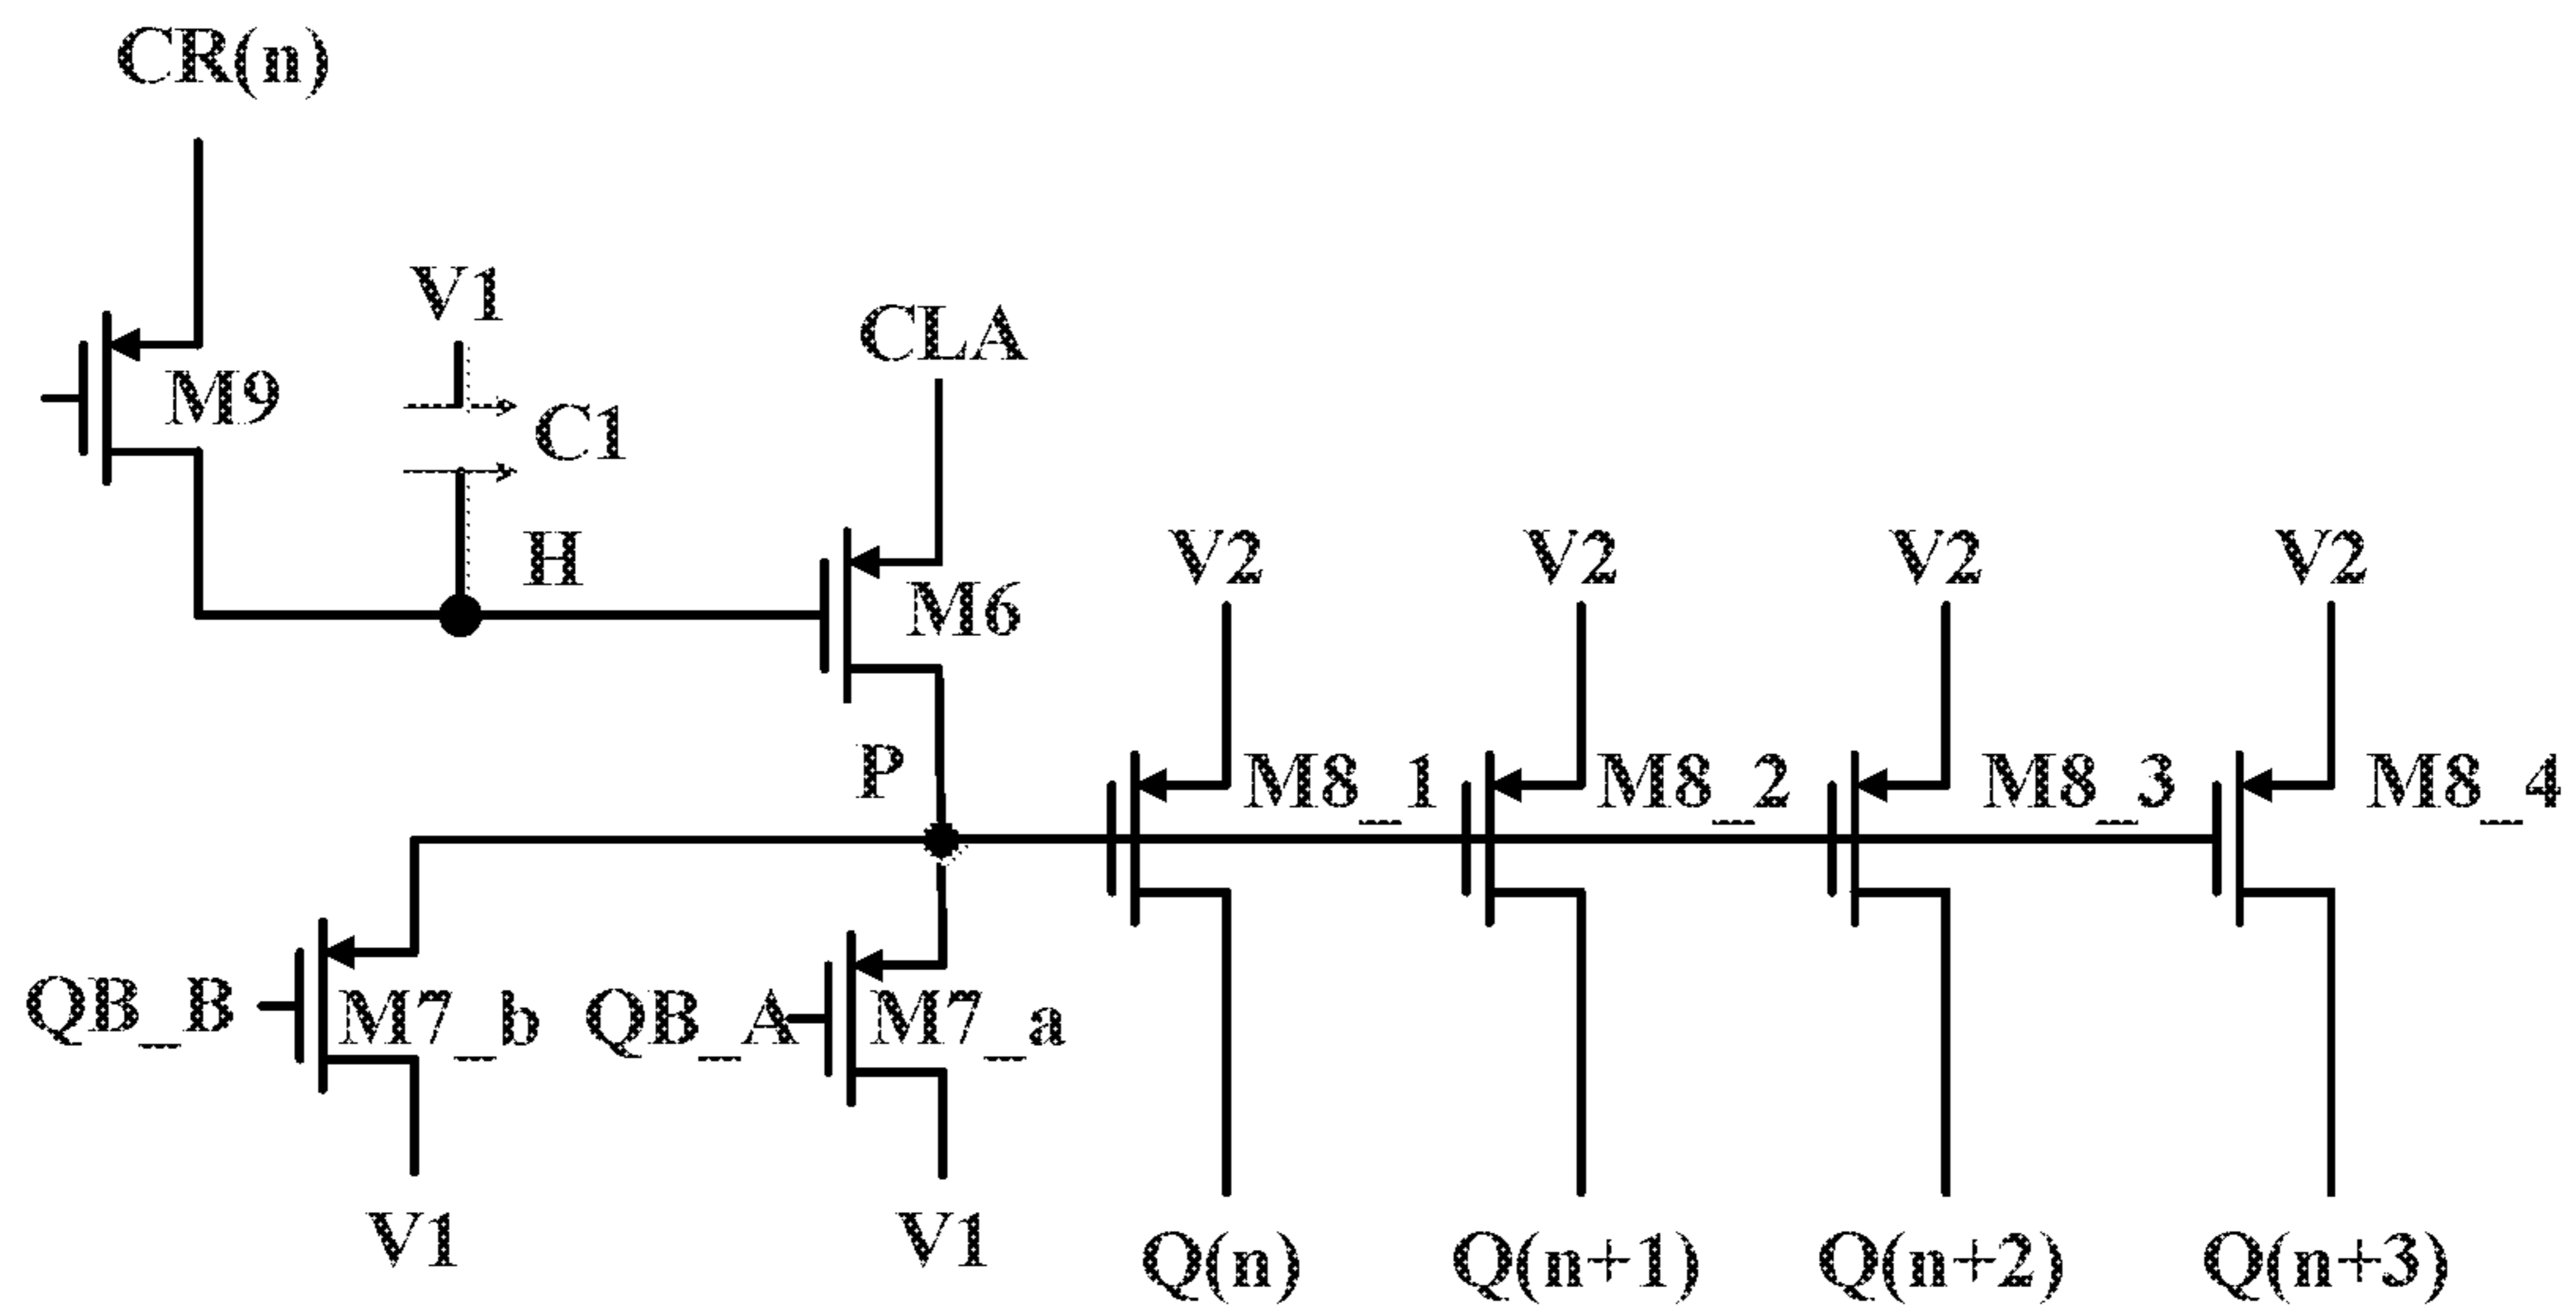 CR(n)
V1
CLA
M9
C1
H
V2 V2 V2 V2
M6
P
M8_1 M8_2 M8_3 M8_4
QB_B M7_b QB_A M7_a
V1 V1
Q(n) Q(n+1) Q(n+2) Q(n+3)